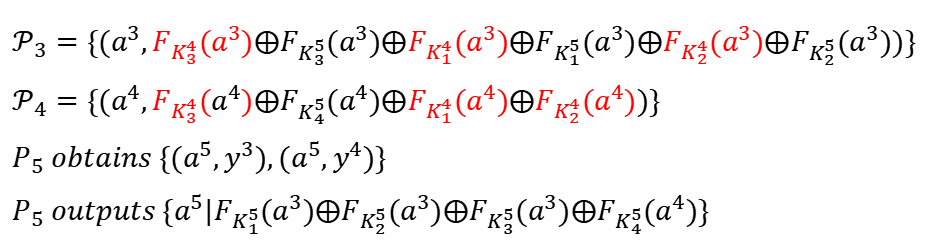 𝒫₃ = {(a³, F_{K₃⁴}(a³)⊕F_{K₃⁵}(a³)⊕F_{K₁⁴}(a³)⊕F_{K₁⁵}(a³)⊕F_{K₂⁴}(a³)⊕F_{K₂⁵}(a³))}
𝒫₄ = {(a⁴, F_{K₃⁴}(a⁴)⊕F_{K₄⁵}(a⁴)⊕F_{K₁⁴}(a⁴)⊕F_{K₂⁴}(a⁴))}
P₅ obtains {(a⁵, y³), (a⁵, y⁴)}
P₅ outputs {a⁵|F_{K₁⁵}(a³)⊕F_{K₂⁵}(a³)⊕F_{K₃⁵}(a³)⊕F_{K₄⁵}(a⁴)}